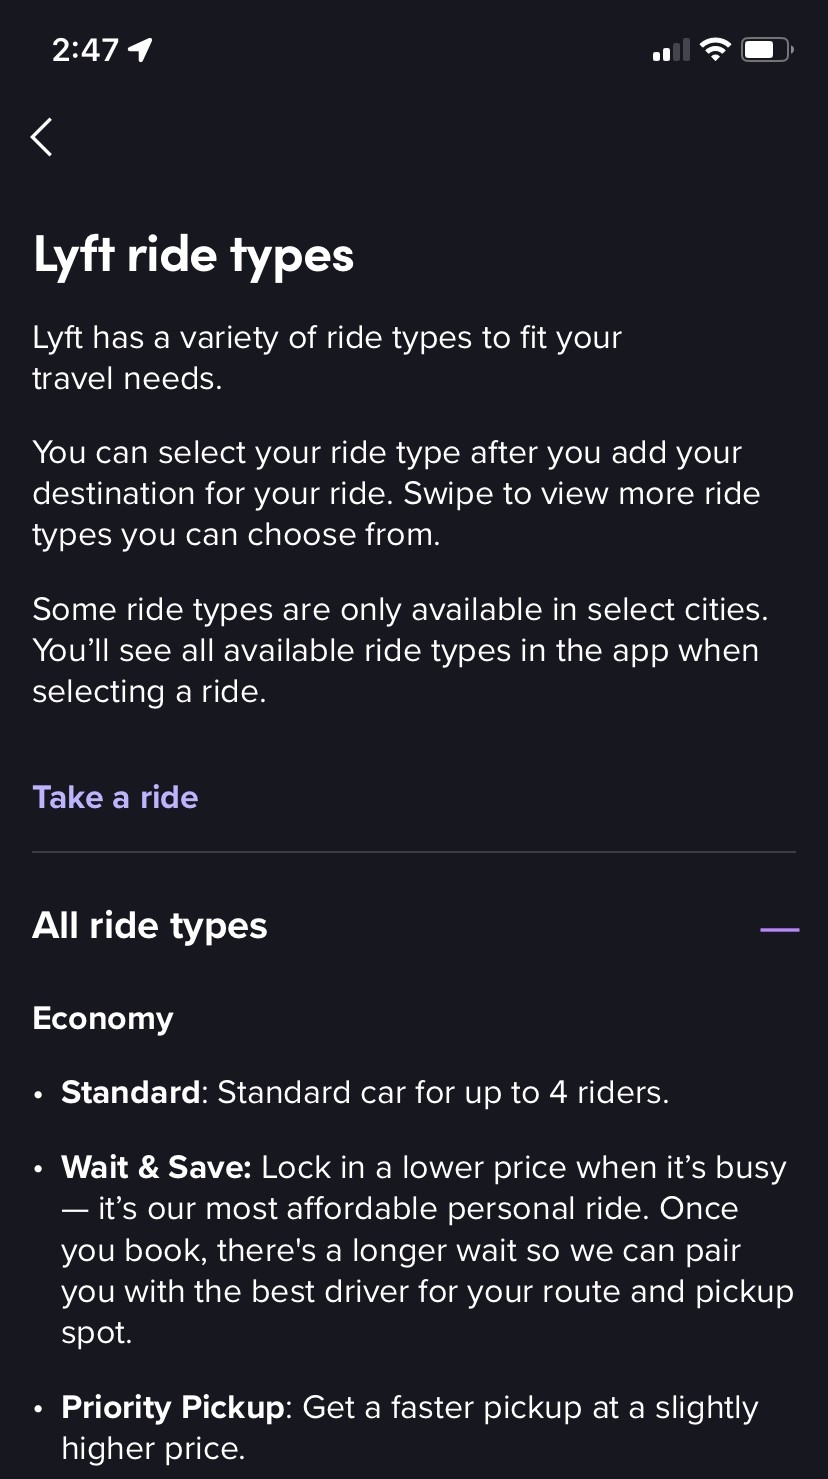 2:47
Lyft ride types
Lyft has a variety of ride types to fit your
travel needs.
You can select your ride type after you add your
destination for your ride. Swipe to view more ride
types you can choose from.
Some ride types are only available in select cities.
You’ll see all available ride types in the app when
selecting a ride.
Take a ride
All ride types
Economy
• Standard: Standard car for up to 4 riders.
• Wait & Save: Lock in a lower price when it’s busy
— it’s our most affordable personal ride. Once
you book, there's a longer wait so we can pair
you with the best driver for your route and pickup
spot.
• Priority Pickup: Get a faster pickup at a slightly
higher price.